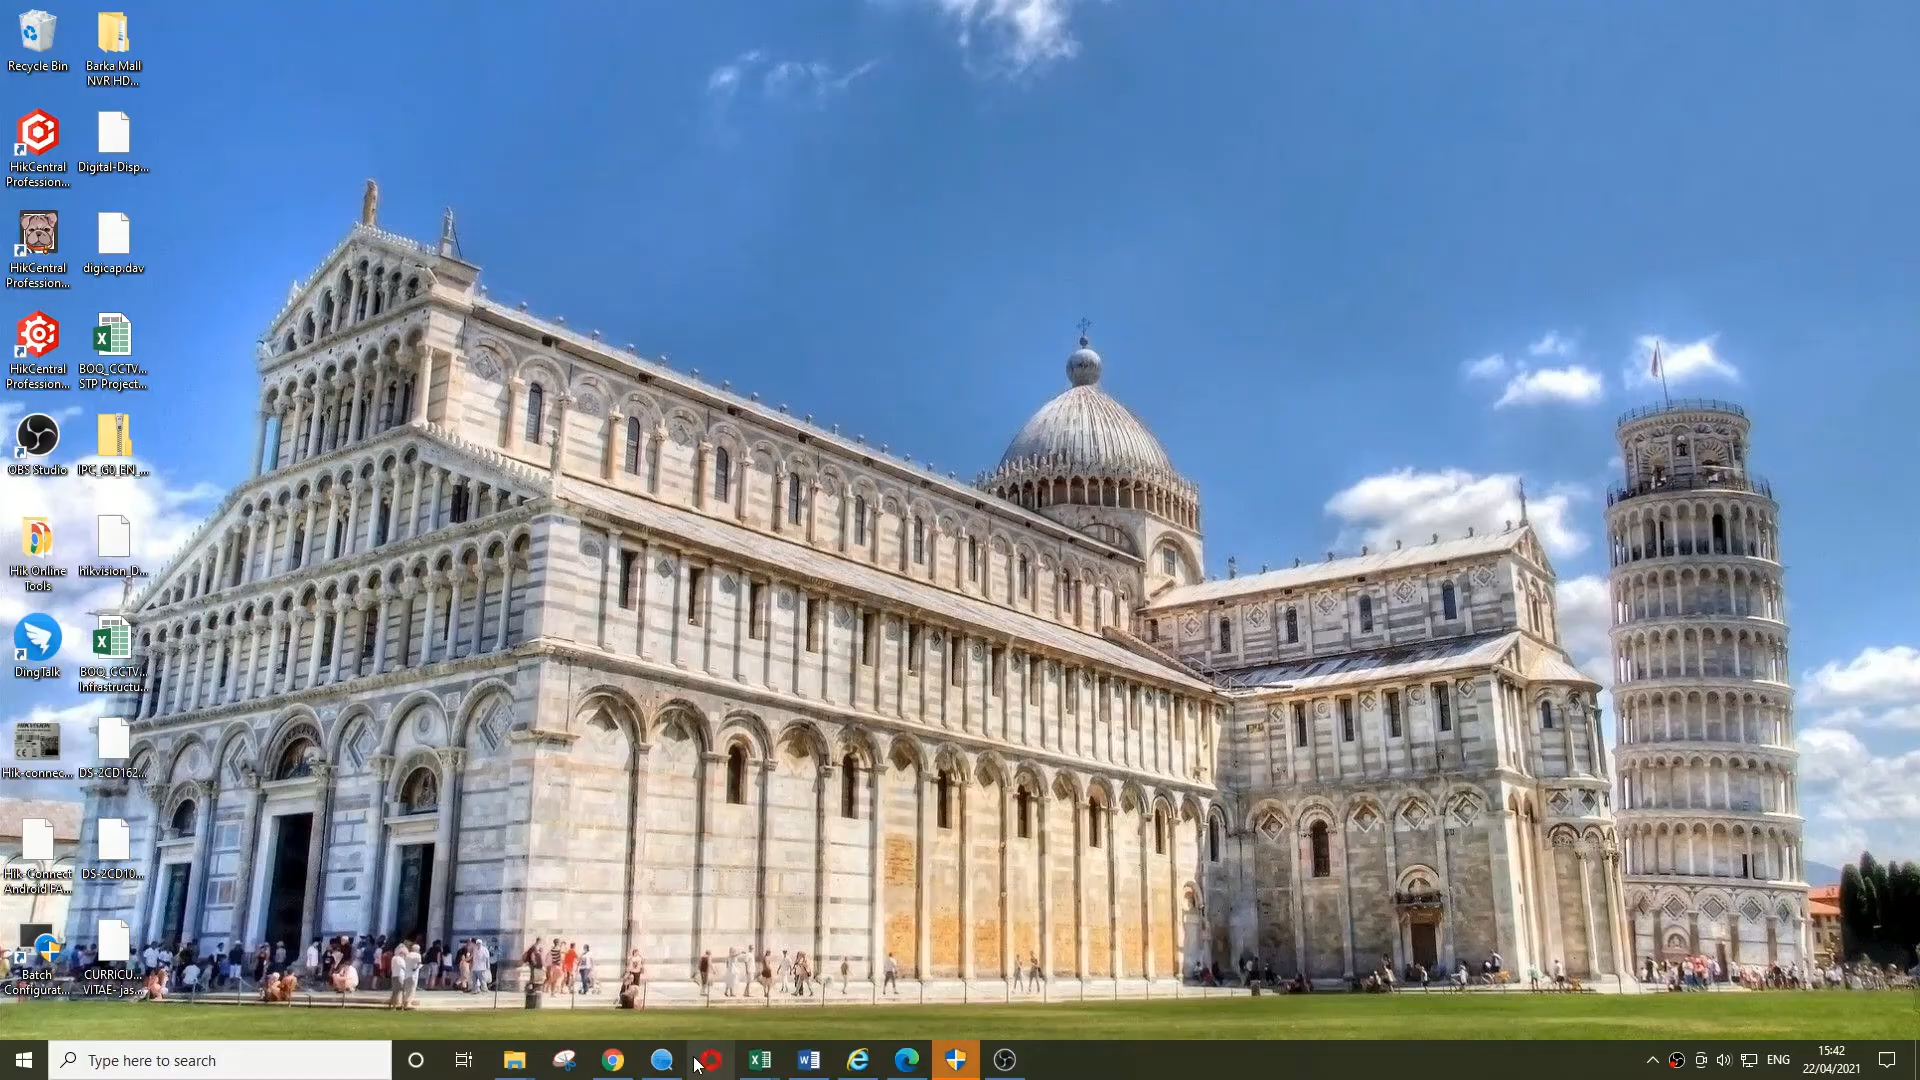 Recycle Bin
Barka Mall
NVR HD...
HikCentral
Profession...
Digital-Disp...
HikCentral
Profession...
digicap.dav
HikCentral
Profession...
BOQ_CCTV...
STP Project...
OBS Studio
IPC_G0_EN_...
Hik Online
Tools
hikvision_D...
DingTalk
BOQ_CCTV...
Infrastructu...
Hik-connec...
DS-2CD162...
Hik-Connect
Android FA...
DS-2CD10...
Batch
Configurat...
CURRICU...
VITAE- jas...
Type here to search
ENG
15:42
22/04/2021